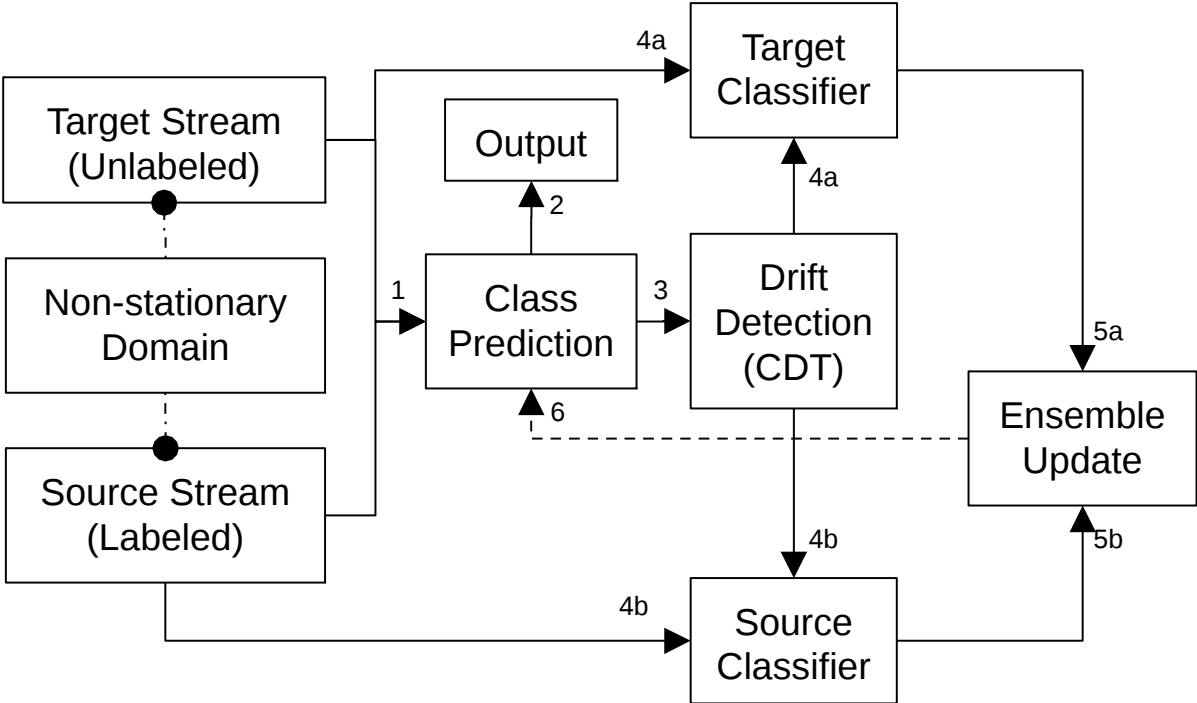 4a
Target
Classifier
Target Stream
(Unlabeled)
Output
4a
2
Non-stationary
Domain
1
Class
Prediction
3
Drift
Detection
(CDT)
5a
6
Ensemble
Update
Source Stream
(Labeled)
4b
5b
4b
Source
Classifier